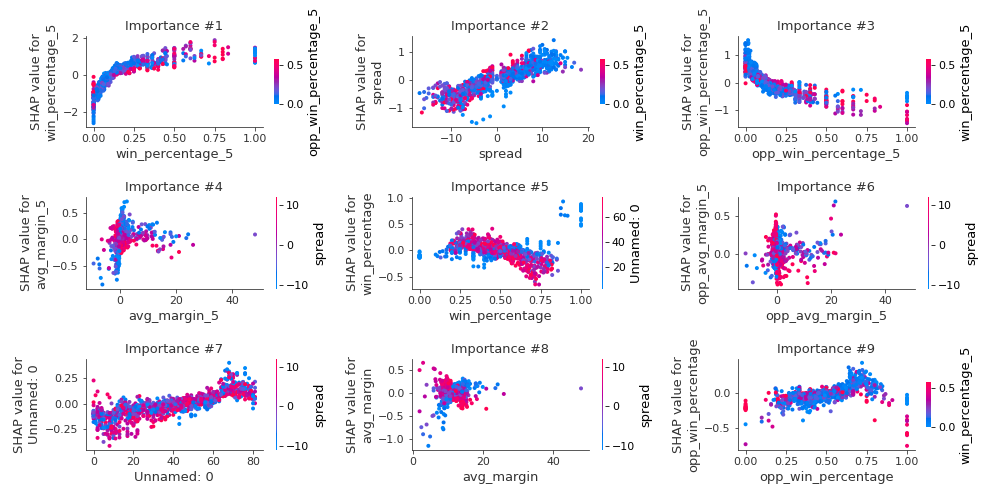 Importance #1
SHAP value for
win_percentage_5
2
0
−2
0.00 0.25 0.50 0.75 1.00
win_percentage_5
0.5
0.0
opp_win_percentage_5
Importance #2
SHAP value for
spread
1
0
−1
−10 0 10 20
spread
0.5
0.0
win_percentage_5
Importance #3
SHAP value for
opp_win_percentage_5
1
0
−1
0.00 0.25 0.50 0.75 1.00
opp_win_percentage_5
0.5
0.0
win_percentage_5
Importance #4
SHAP value for
avg_margin_5
0.5
0.0
−0.5
0 20 40
avg_margin_5
10
0
−10
spread
Importance #5
SHAP value for
win_percentage
1.0
0.5
0.0
−0.5
0.00 0.25 0.50 0.75 1.00
win_percentage
60
40
20
Unnamed: 0
Importance #6
SHAP value for
opp_avg_margin_5
0.5
0.0
0 20 40
opp_avg_margin_5
10
0
−10
spread
Importance #7
SHAP value for
Unnamed: 0
0.25
0.00
−0.25
0 20 40 60 80
Unnamed: 0
10
0
−10
spread
Importance #8
SHAP value for
avg_margin
0.5
0.0
−0.5
−1.0
0 20 40
avg_margin
10
0
−10
spread
Importance #9
SHAP value for
opp_win_percentage
0.0
−0.5
0.00 0.25 0.50 0.75 1.00
opp_win_percentage
0.5
0.0
win_percentage_5